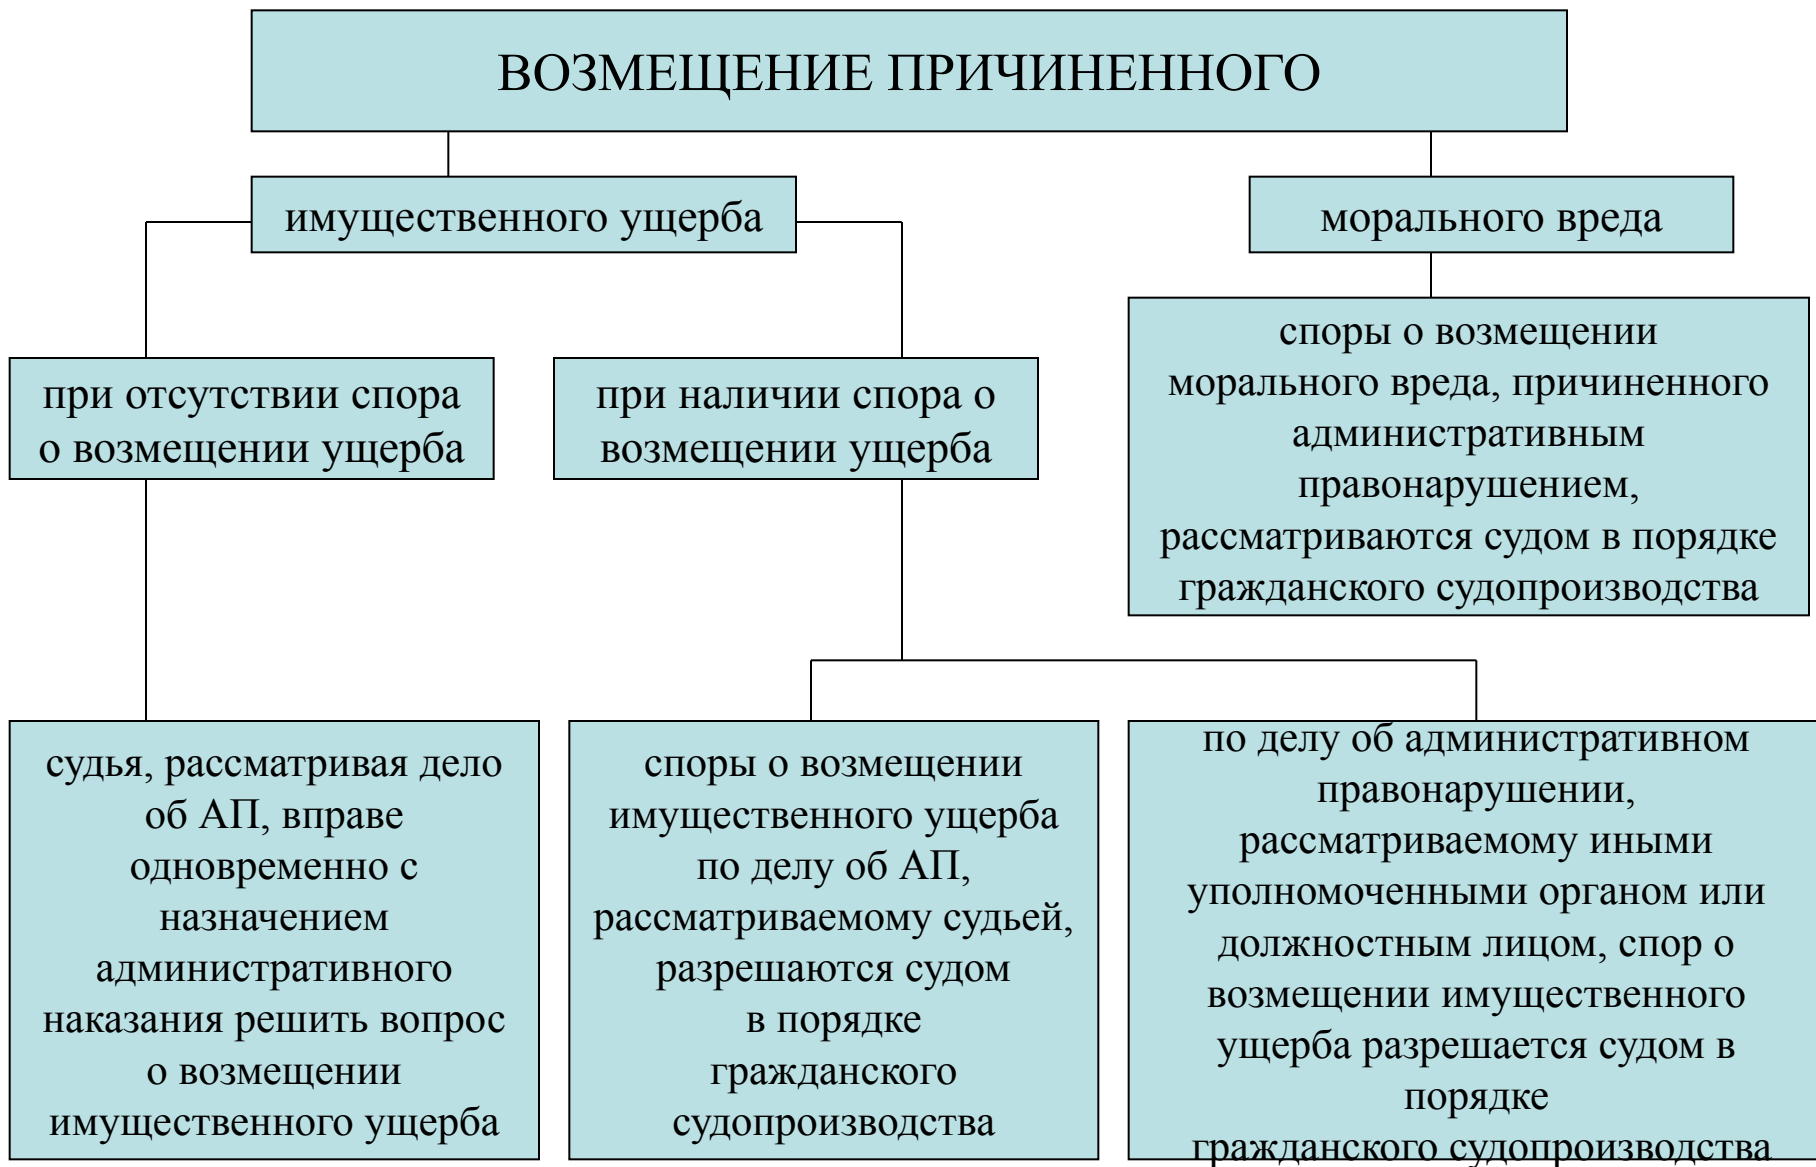 ВОЗМЕЩЕНИЕ ПРИЧИНЕННОГО
имущественного ущерба
морального вреда
при отсутствии спора
о возмещении ущерба
при наличии спора о
возмещении ущерба
споры о возмещении
морального вреда, причиненного
административным
правонарушением,
рассматриваются судом в порядке
гражданского судопроизводства
судья, рассматривая дело
об АП, вправе
одновременно с
назначением
административного
наказания решить вопрос
о возмещении
имущественного ущерба
споры о возмещении
имущественного ущерба
по делу об АП,
рассматриваемому судьей,
разрешаются судом
в порядке
гражданского
судопроизводства
по делу об административном
правонарушении,
рассматриваемому иными
уполномоченными органом или
должностным лицом, спор о
возмещении имущественного
ущерба разрешается судом в
порядке
гражданского судопроизводства